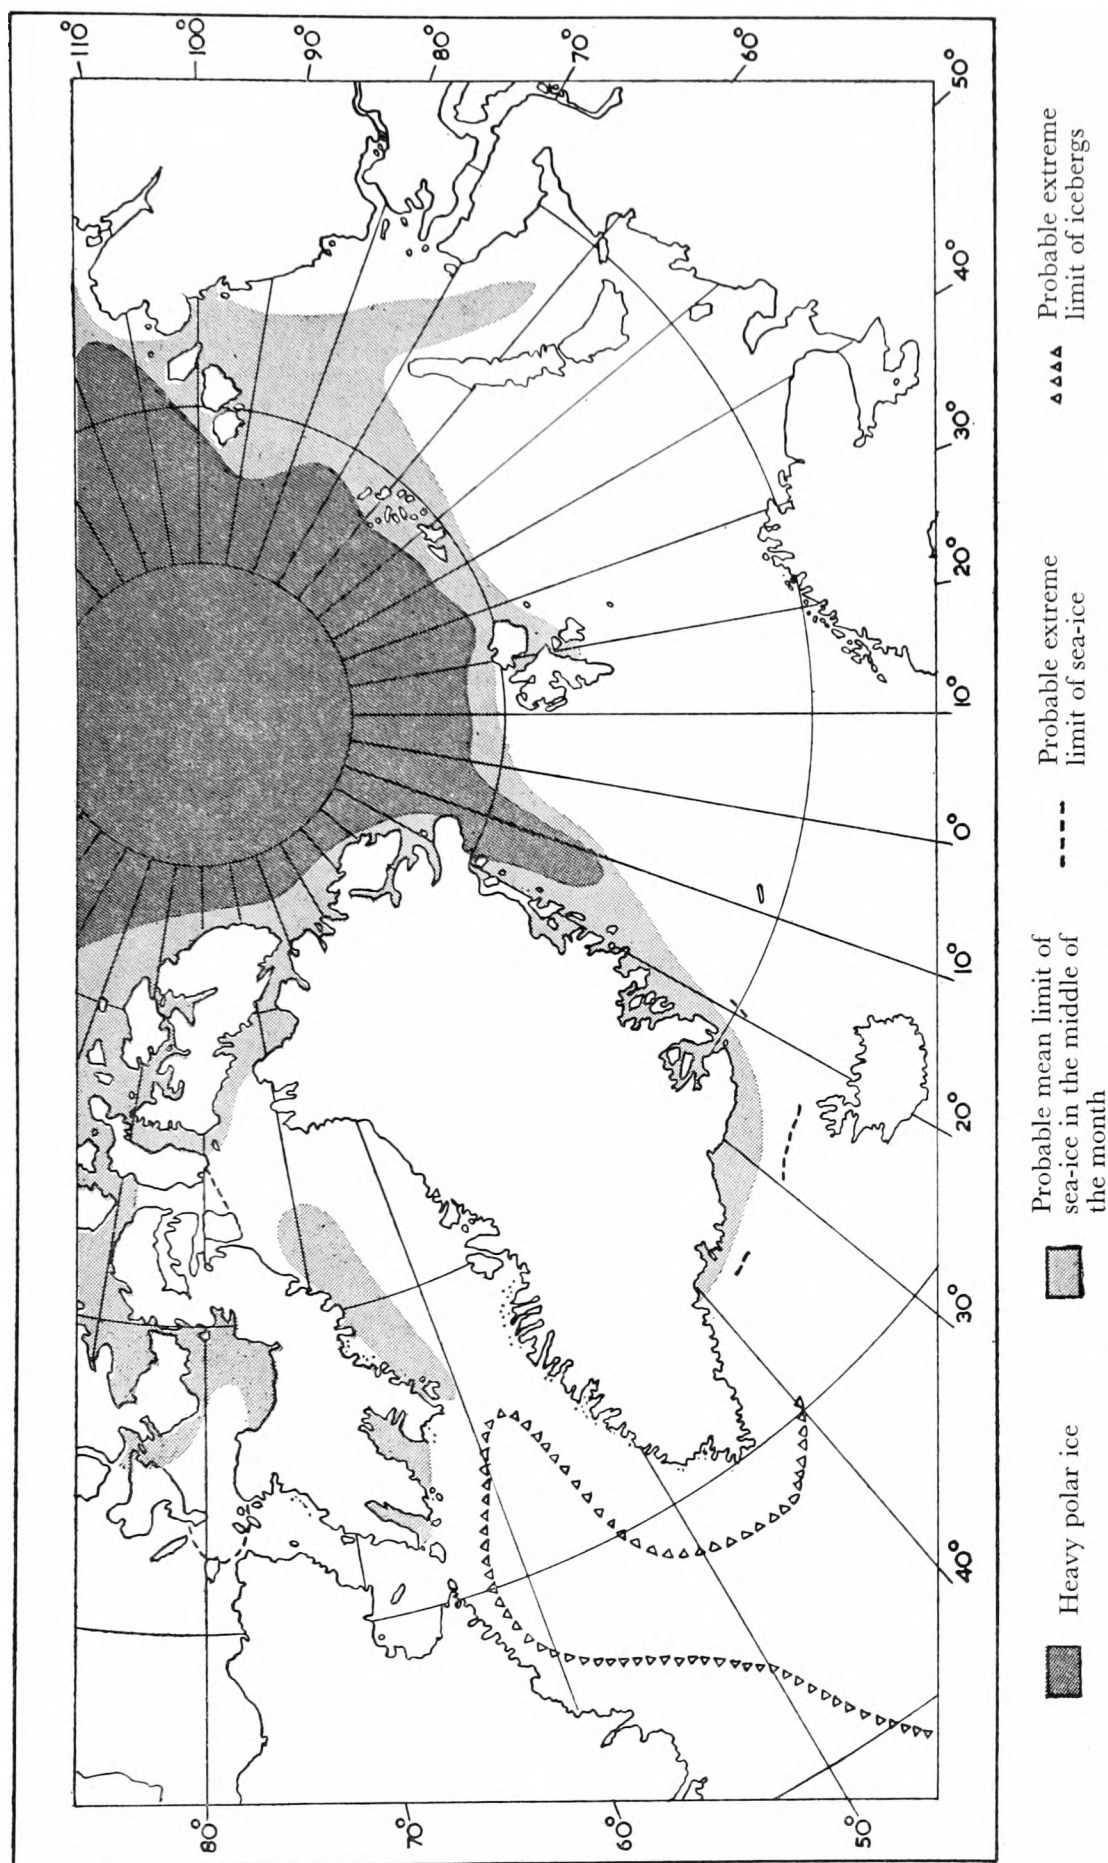 110°
100°
90°
80°
70°
60°
50°
40°
30°
20°
10°
0°
10°
20°
30°
40°
50°
60°
70°
80°
Heavy polar ice
Probable mean limit of
sea-ice in the middle of
the month
Probable extreme
limit of sea-ice
Probable extreme
limit of icebergs